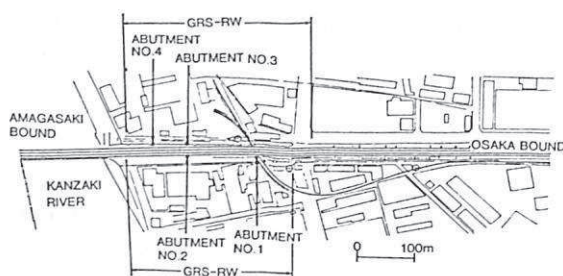 GRS-RW
ABUTMENT
NO.4
ABUTMENT NO.3
AMAGASAKI
BOUND
OSAKA BOUND
KANZAKI
RIVER
ABUTMENT
NO.2
ABUTMENT
NO.1
0
100m
GRS-RW